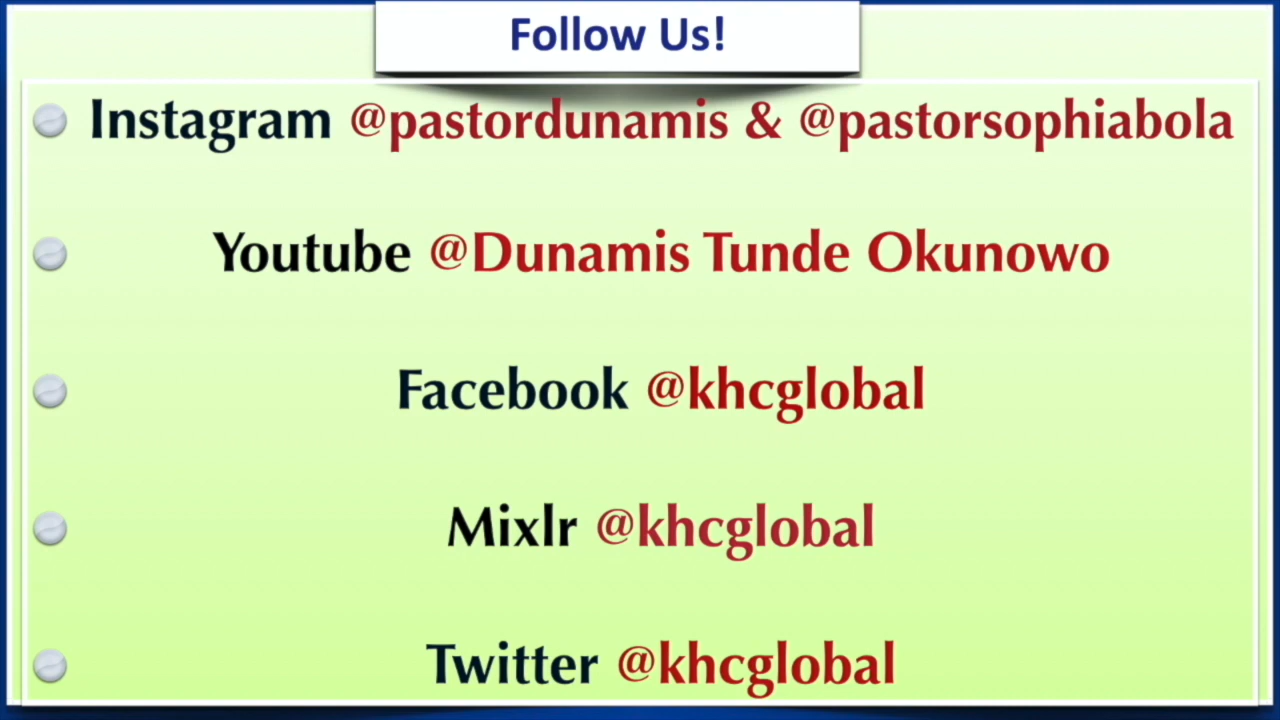 Follow Us!
Instagram @pastordunamis & @pastorsophiabola
Youtube @Dunamis Tunde Okunowo
Facebook @khcglobal
Mixlr @khcglobal
Twitter @khcglobal